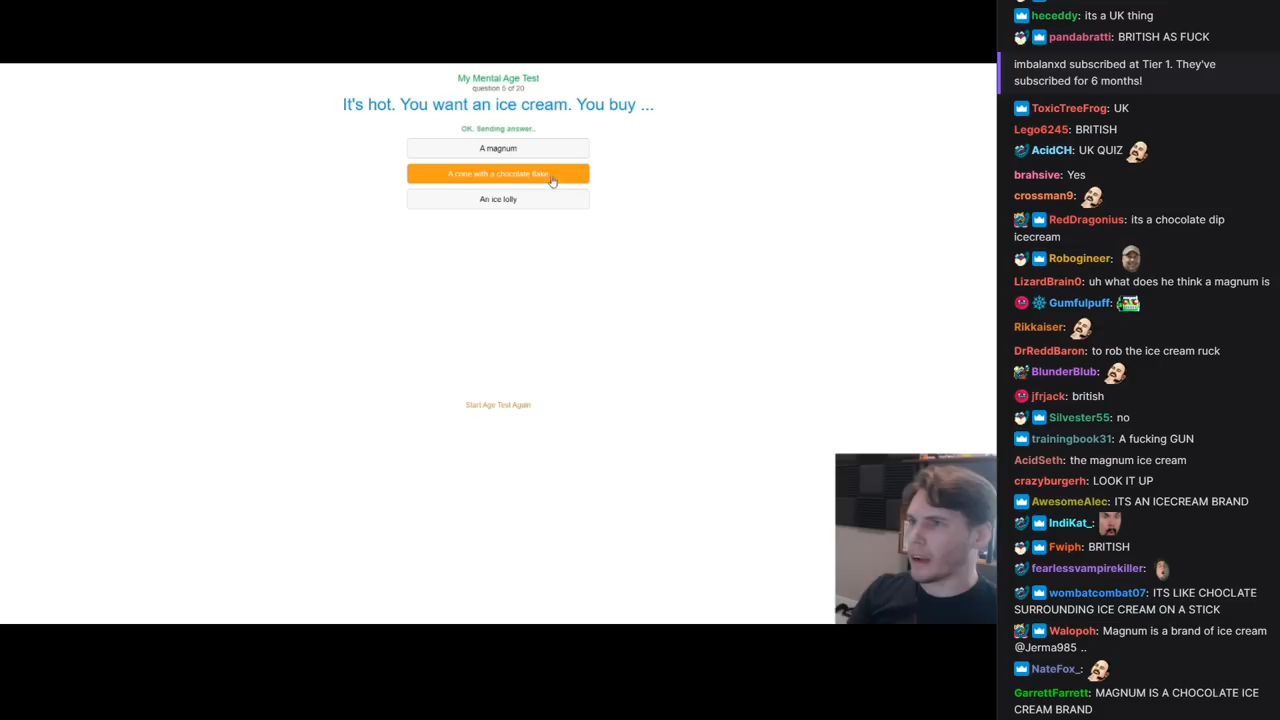 My Mental Age Test
question 5 of 20
It's hot. You want an ice cream. You buy ...
OK. Sending answer..
A magnum
A cone with a chocolate flake
An ice lolly
Start Age Test Again
heceddy: its a UK thing
pandabratti: BRITISH AS FUCK
imbalanxd subscribed at Tier 1. They've
subscribed for 6 months!
ToxicTreeFrog: UK
Lego6245: BRITISH
AcidCH: UK QUIZ
brahsive: Yes
crossman9:
RedDragonius: its a chocolate dip
icecream
Robogineer:
LizardBrain0: uh what does he think a magnum is
Gumfulpuff:
Rikkaiser:
DrReddBaron: to rob the ice cream ruck
BlunderBlub:
jfrjack: british
Silvester55: no
trainingbook31: A fucking GUN
AcidSeth: the magnum ice cream
crazyburgerh: LOOK IT UP
AwesomeAlec: ITS AN ICECREAM BRAND
IndiKat_:
Fwiph: BRITISH
fearlessvampirekiller:
wombatcombat07: ITS LIKE CHOCLATE
SURROUNDING ICE CREAM ON A STICK
Walopoh: Magnum is a brand of ice cream
@Jerma985 ..
NateFox_:
GarrettFarrett: MAGNUM IS A CHOCOLATE ICE
CREAM BRAND